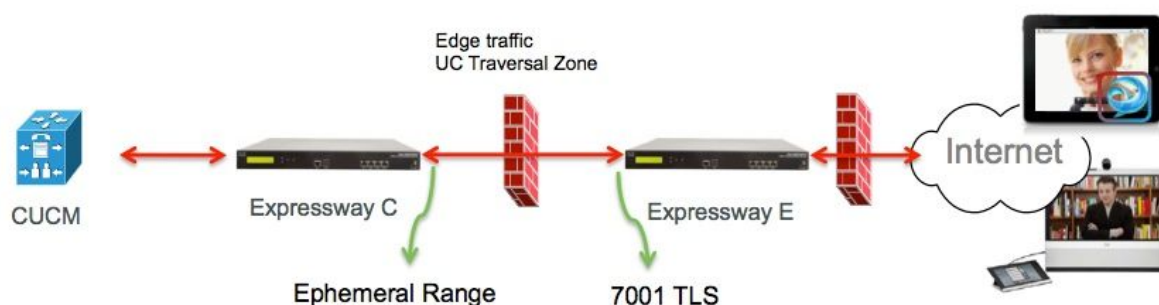 Edge traffic
UC Traversal Zone
CUCM
Expressway C
Expressway E
Internet
Ephemeral Range
7001 TLS